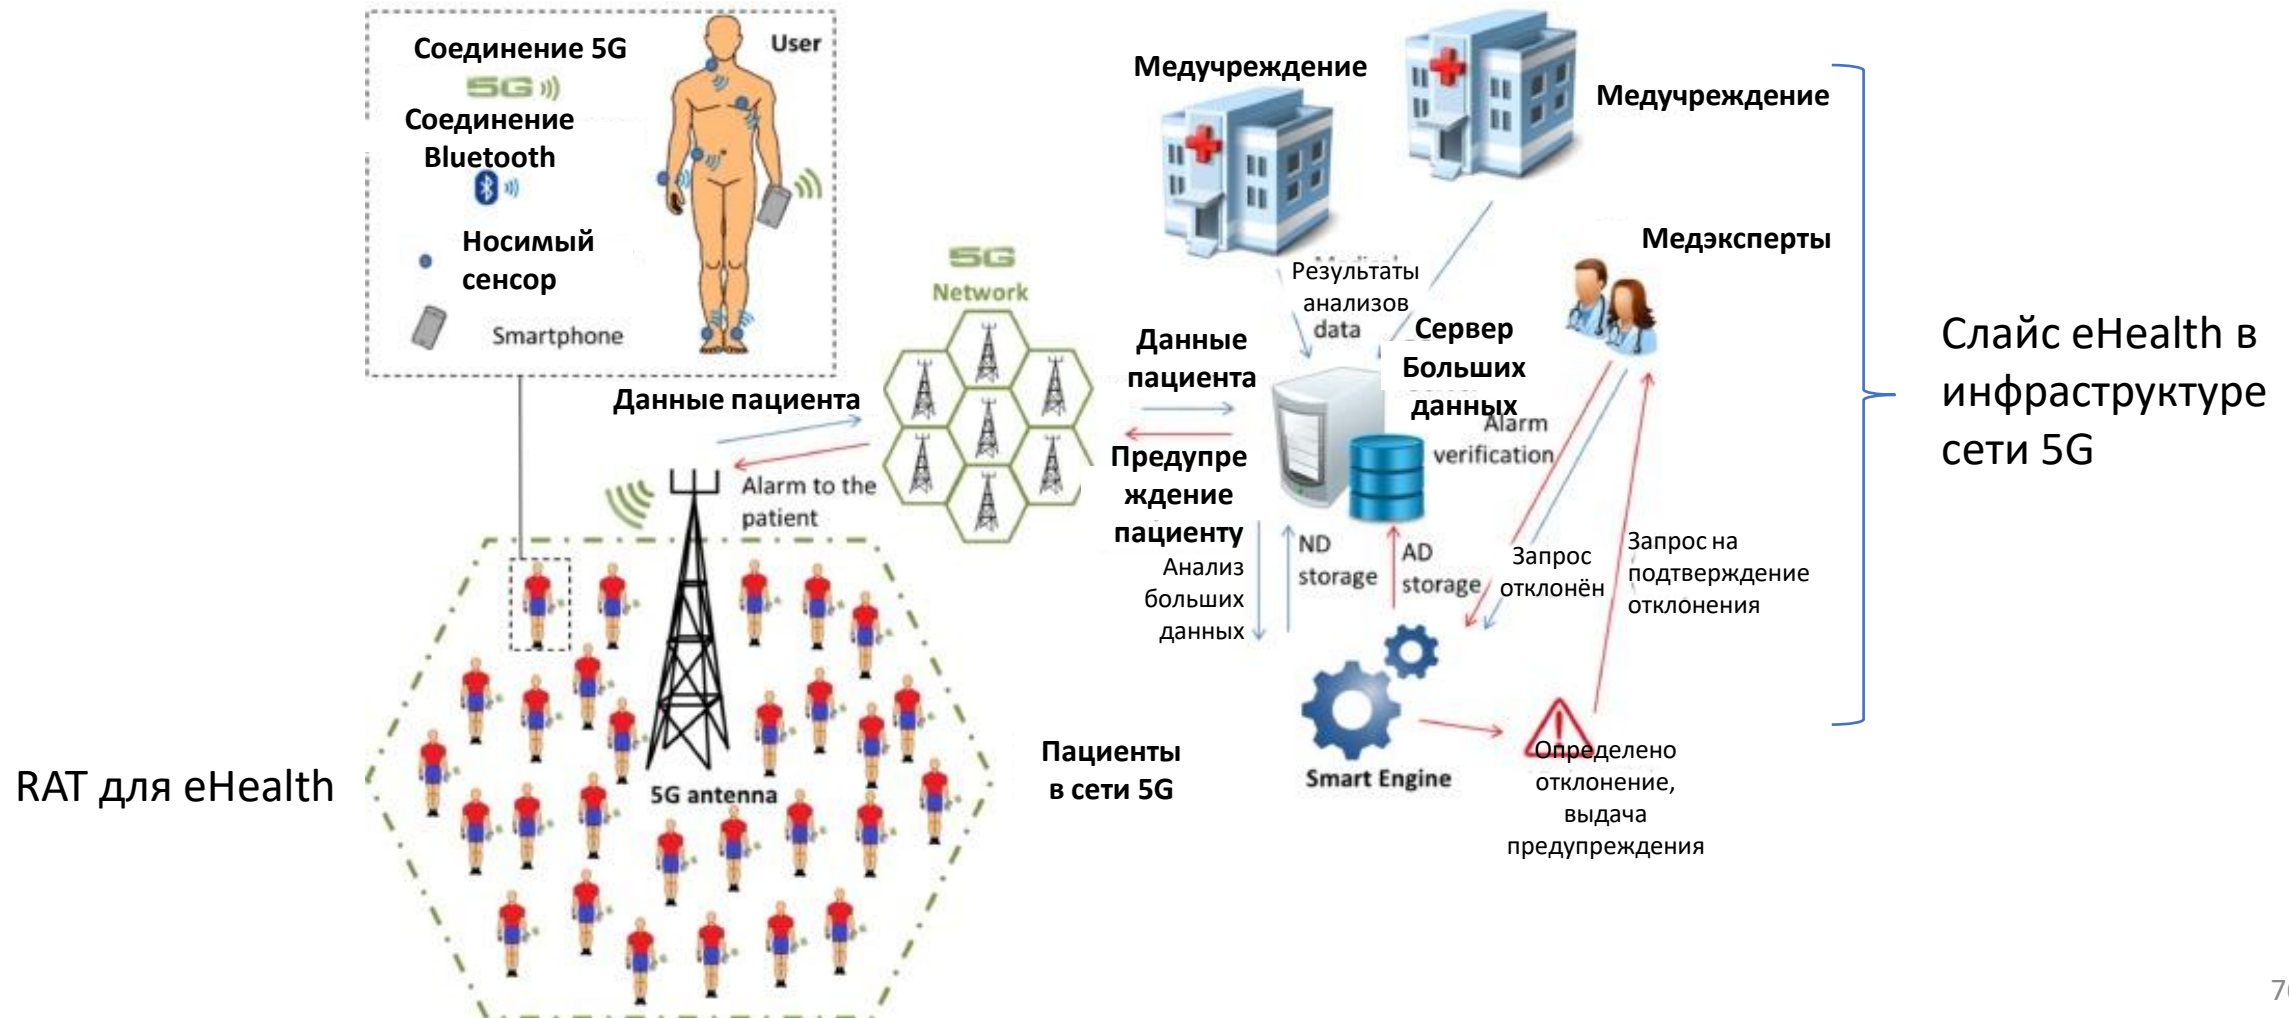 Соединение 5G
5G
Соединение
Bluetooth
Носимый
сенсор
Smartphone
User
Медучреждение
Медучреждение
Медэксперты
Результаты
анализов
data
Сервер
Больших
данных
5G
Network
Данные
пациента
Данные пациента
Alarm to the
patient
Предупре
ждение
пациенту
Alarm
verification
Анализ
больших
данных
ND
storage
AD
storage
Запрос
отклонён
Запрос на
подтверждение
отклонения
Слайс eHealth в
инфраструктуре
сети 5G
RAT для eHealth
5G antenna
Пациенты
в сети 5G
Smart Engine
Определено
отклонение,
выдача
предупреждения